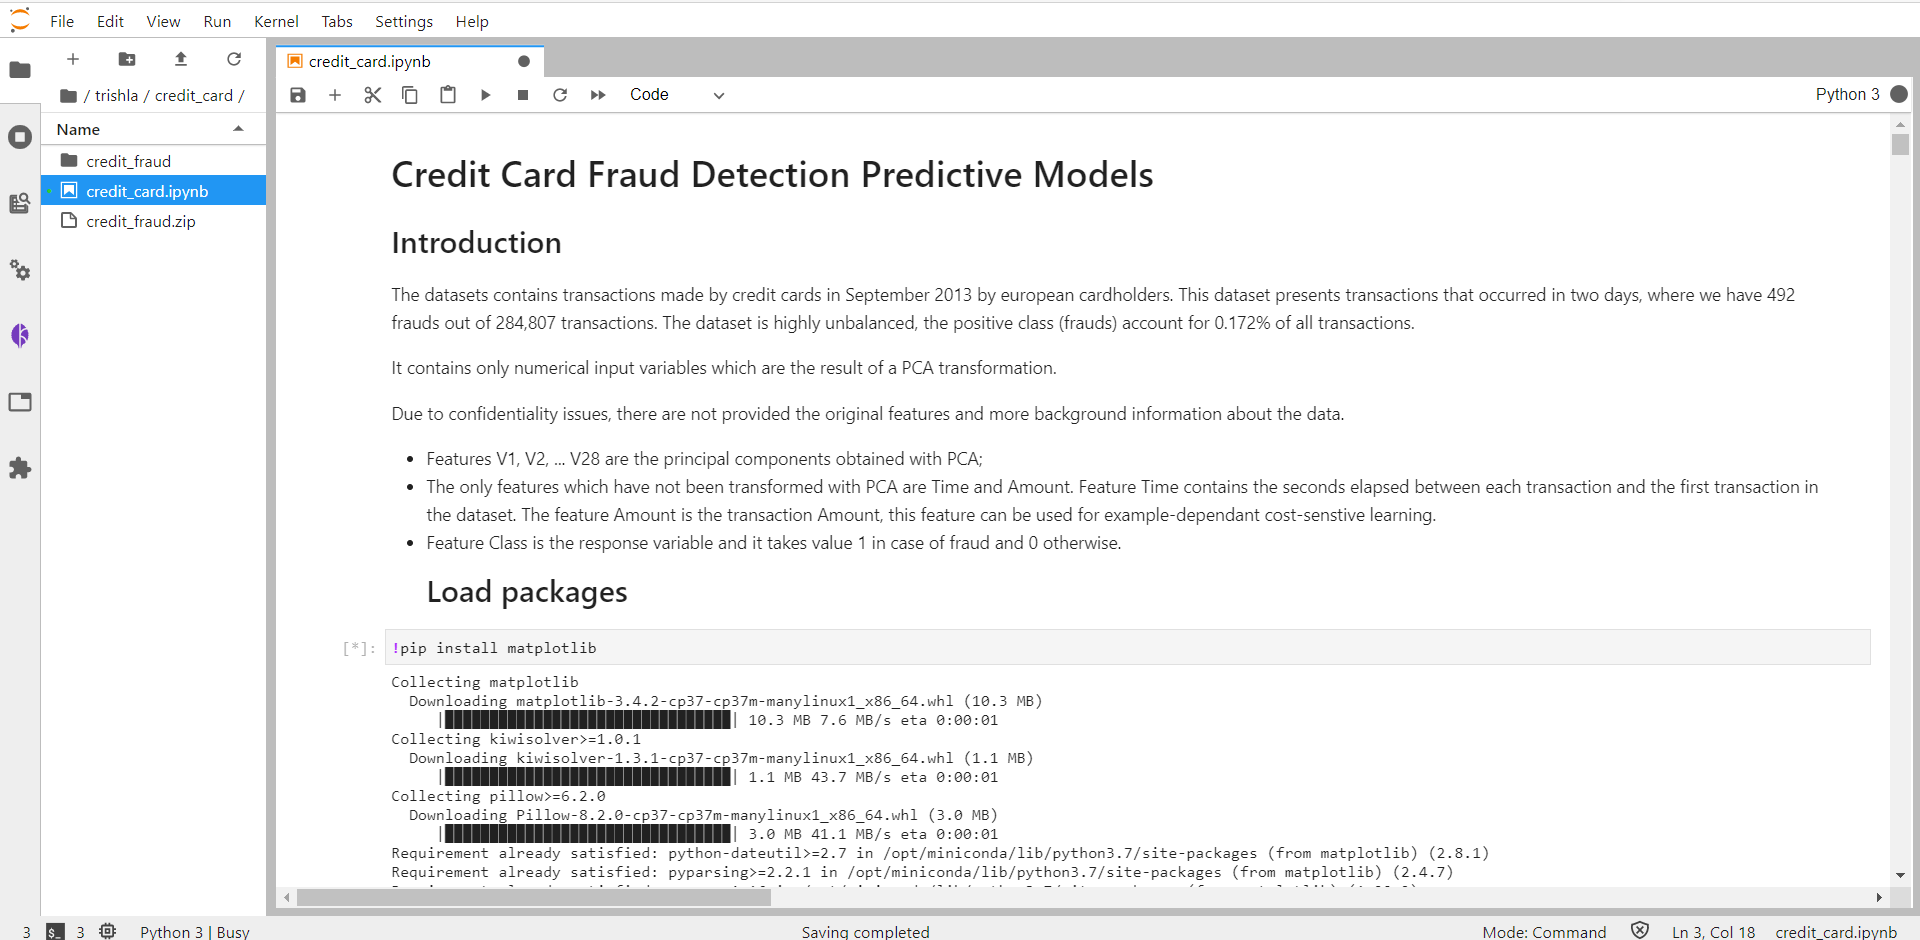 File Edit View Run Kernel Tabs Settings Help
credit_card.ipynb
/ trishla / credit_card /
Code
Python 3
Name
credit_fraud
credit_card.ipynb
credit_fraud.zip
Credit Card Fraud Detection Predictive Models
Introduction
The datasets contains transactions made by credit cards in September 2013 by european cardholders. This dataset presents transactions that occurred in two days, where we have 492
frauds out of 284,807 transactions. The dataset is highly unbalanced, the positive class (frauds) account for 0.172% of all transactions.
It contains only numerical input variables which are the result of a PCA transformation.
Due to confidentiality issues, there are not provided the original features and more background information about the data.
• Features V1, V2, ... V28 are the principal components obtained with PCA;
• The only features which have not been transformed with PCA are Time and Amount. Feature Time contains the seconds elapsed between each transaction and the first transaction in
the dataset. The feature Amount is the transaction Amount, this feature can be used for example-dependant cost-senstive learning.
• Feature Class is the response variable and it takes value 1 in case of fraud and 0 otherwise.
Load packages
[*]: !pip install matplotlib
Collecting matplotlib
Downloading matplotlib-3.4.2-cp37-cp37m-manylinux1_x86_64.whl (10.3 MB)
10.3 MB 7.6 MB/s eta 0:00:01
Collecting kiwisolver>=1.0.1
Downloading kiwisolver-1.3.1-cp37-cp37m-manylinux1_x86_64.whl (1.1 MB)
1.1 MB 43.7 MB/s eta 0:00:01
Collecting pillow>=6.2.0
Downloading Pillow-8.2.0-cp37-cp37m-manylinux1_x86_64.whl (3.0 MB)
3.0 MB 41.1 MB/s eta 0:00:01
Requirement already satisfied: python-dateutil>=2.7 in /opt/miniconda/lib/python3.7/site-packages (from matplotlib) (2.8.1)
Requirement already satisfied: pyparsing>=2.2.1 in /opt/miniconda/lib/python3.7/site-packages (from matplotlib) (2.4.7)
3 $_ 3 Python 3 | Busy Saving completed Mode: Command Ln 3, Col 18 credit_card.ipynb